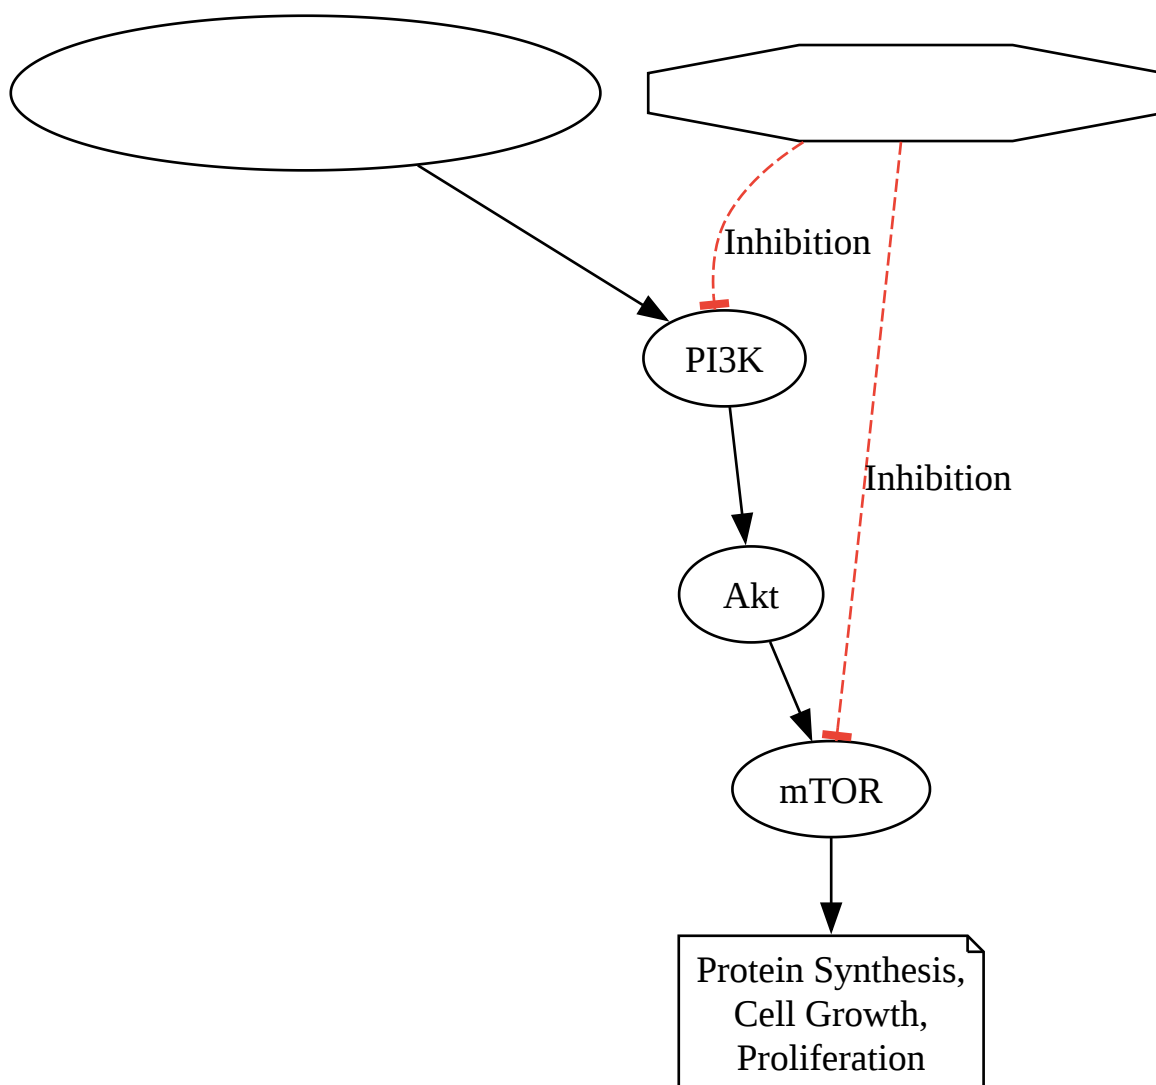 Inhibition
PI3K
Inhibition
Akt
mTOR
Protein Synthesis,
Cell Growth,
Proliferation